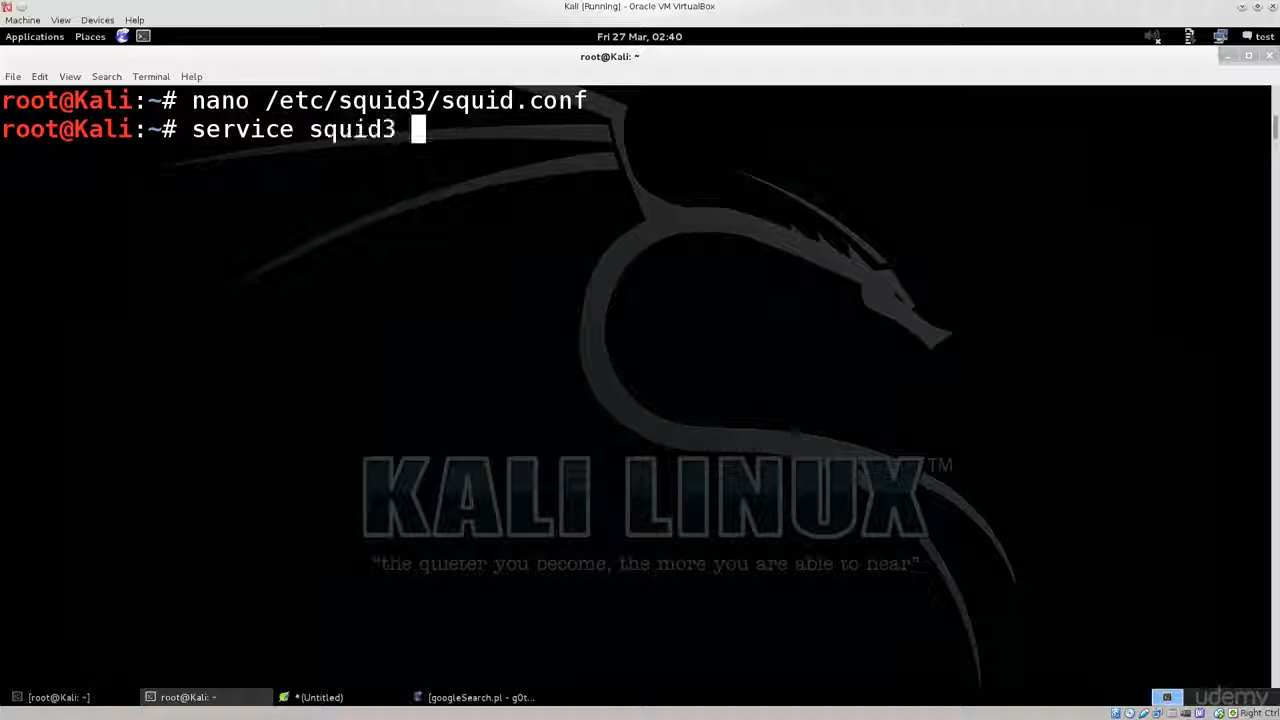 Kali [Running] - Oracle VM VirtualBox
Machine View Devices Help
Applications Places Fri 27 Mar, 02:40 test
root@Kali: ~
File Edit View Search Terminal Help
root@Kali:~# nano /etc/squid3/squid.conf
root@Kali:~# service squid3
KALI LINUX™
“the quieter you become, the more you are able to hear”
[root@Kali: ~] root@Kali: ~ *(Untitled) [googleSearch.pl - g0t...
udemy
Right Ctrl